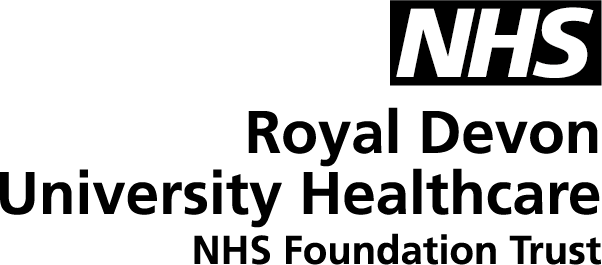 NHS
Royal Devon
University Healthcare
NHS Foundation Trust